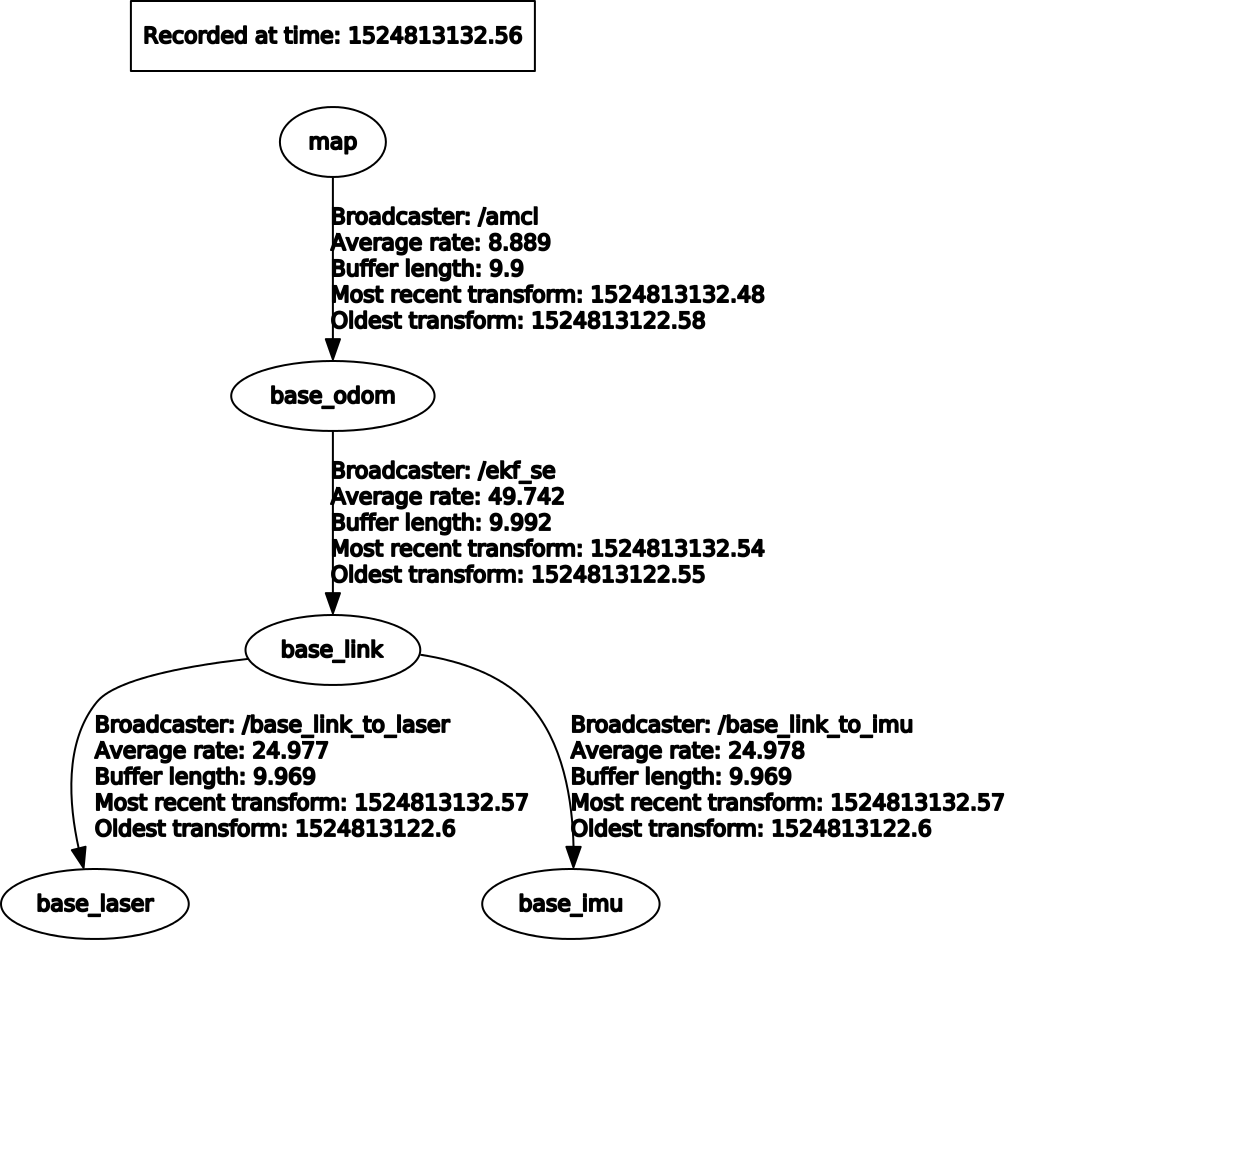 Recorded at time: 1524813132.56
map
Broadcaster: /amcl
Average rate: 8.889
Buffer length: 9.9
Most recent transform: 1524813132.48
Oldest transform: 1524813122.58
base_odom
Broadcaster: /ekf_se
Average rate: 49.742
Buffer length: 9.992
Most recent transform: 1524813132.54
Oldest transform: 1524813122.55
base_link
Broadcaster: /base_link_to_laser
Average rate: 24.977
Buffer length: 9.969
Most recent transform: 1524813132.57
Oldest transform: 1524813122.6
Broadcaster: /base_link_to_imu
Average rate: 24.978
Buffer length: 9.969
Most recent transform: 1524813132.57
Oldest transform: 1524813122.6
base_laser
base_imu